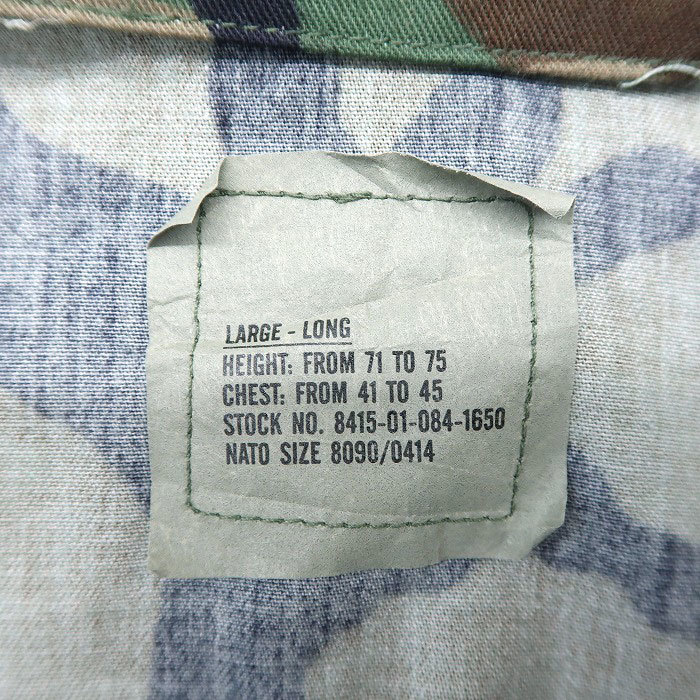 LARGE - LONG
HEIGHT: FROM 71 TO 75
CHEST: FROM 41 TO 45
STOCK NO. 8415-01-084-1650
NATO SIZE 8090/0414